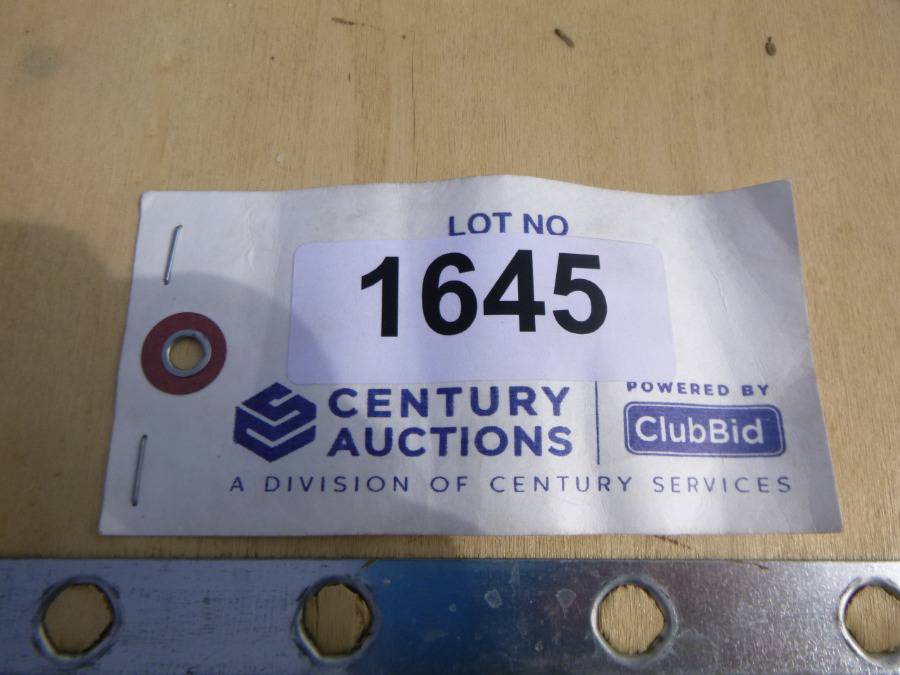 LOT NO
1645
CENTURY
AUCTIONS
POWERED BY
ClubBid
A DIVISION OF CENTURY SERVICES